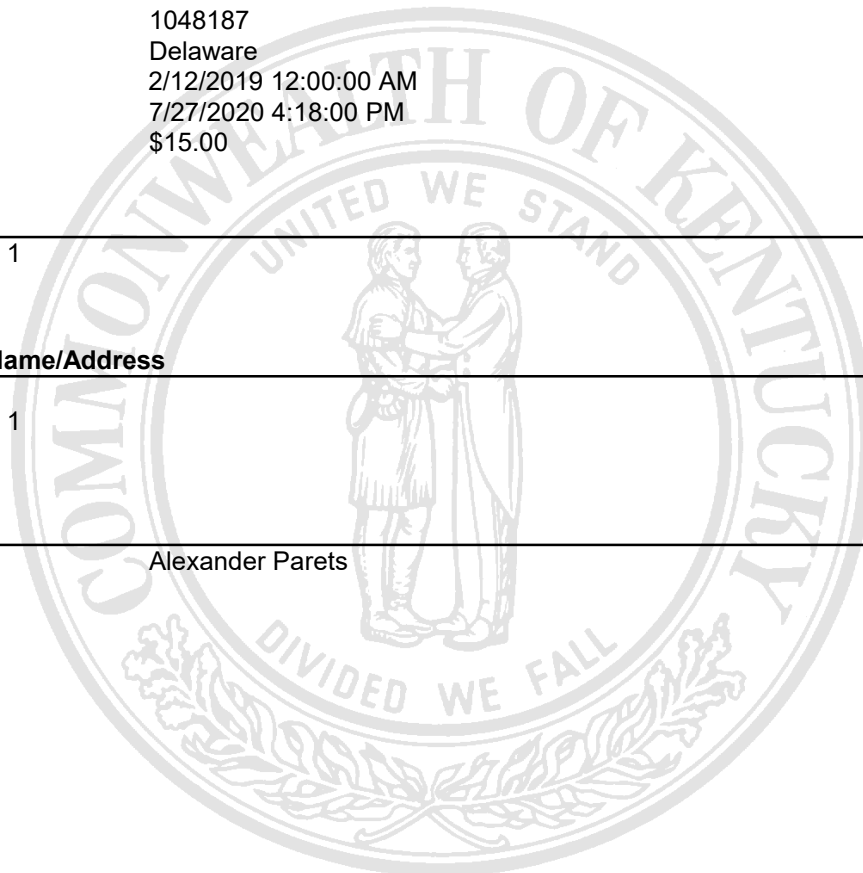 1048187
Delaware
2/12/2019 12:00:00 AM
7/27/2020 4:18:00 PM
$15.00
COMMONWEALTH OF KENTUCKY
UNITED WE STAND
1
ame/Address
1
Alexander Parets
DIVIDED WE FALL